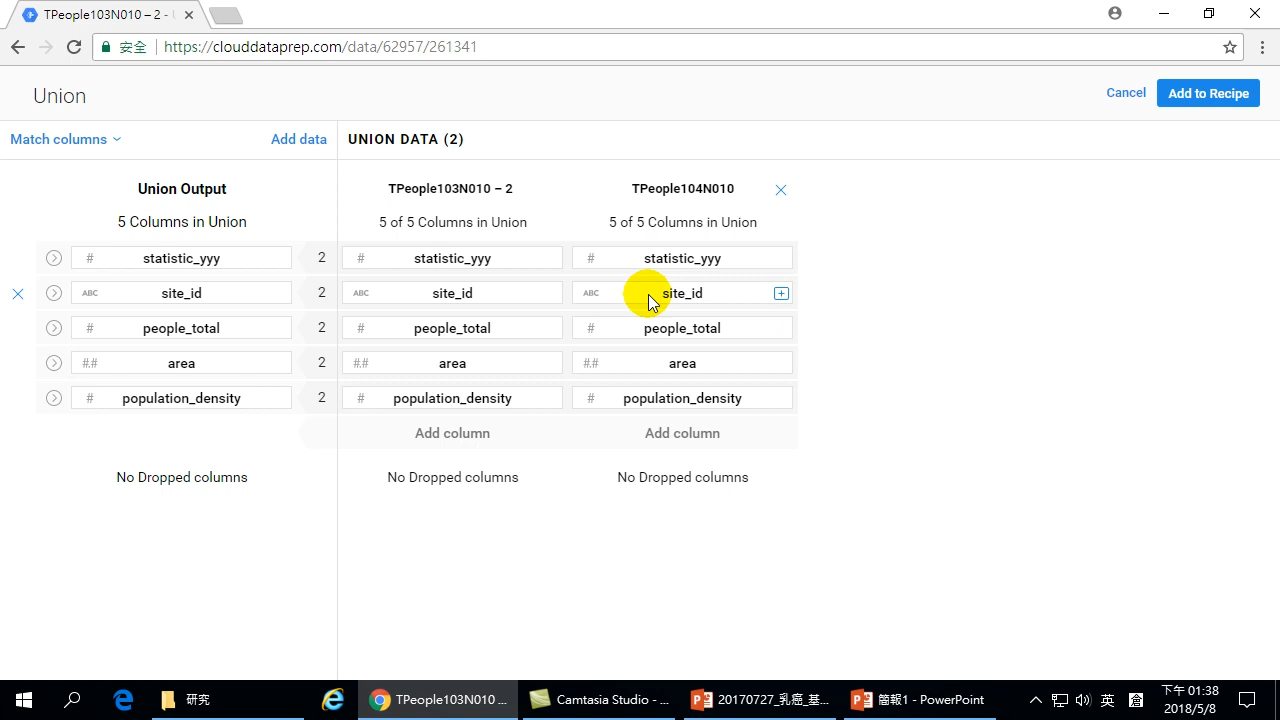 TPeople103N010 – 2 -
安全
https://clouddataprep.com/data/62957/261341
Union
Cancel
Add to Recipe
Match columns
Add data
UNION DATA (2)
Union Output
TPeople103N010 – 2
TPeople104N010
5 Columns in Union
5 of 5 Columns in Union
5 of 5 Columns in Union
# statistic_yyy 2 # statistic_yyy # statistic_yyy
ABC site_id 2 ABC site_id ABC site_id
# people_total 2 # people_total # people_total
#.# area 2 #.# area #.# area
# population_density 2 # population_density # population_density
Add column
Add column
No Dropped columns
No Dropped columns
No Dropped columns
研究
TPeople103N010 ...
Camtasia Studio - ...
20170727_乳癌_基...
簡報1 - PowerPoint
英
下午 01:38
2018/5/8